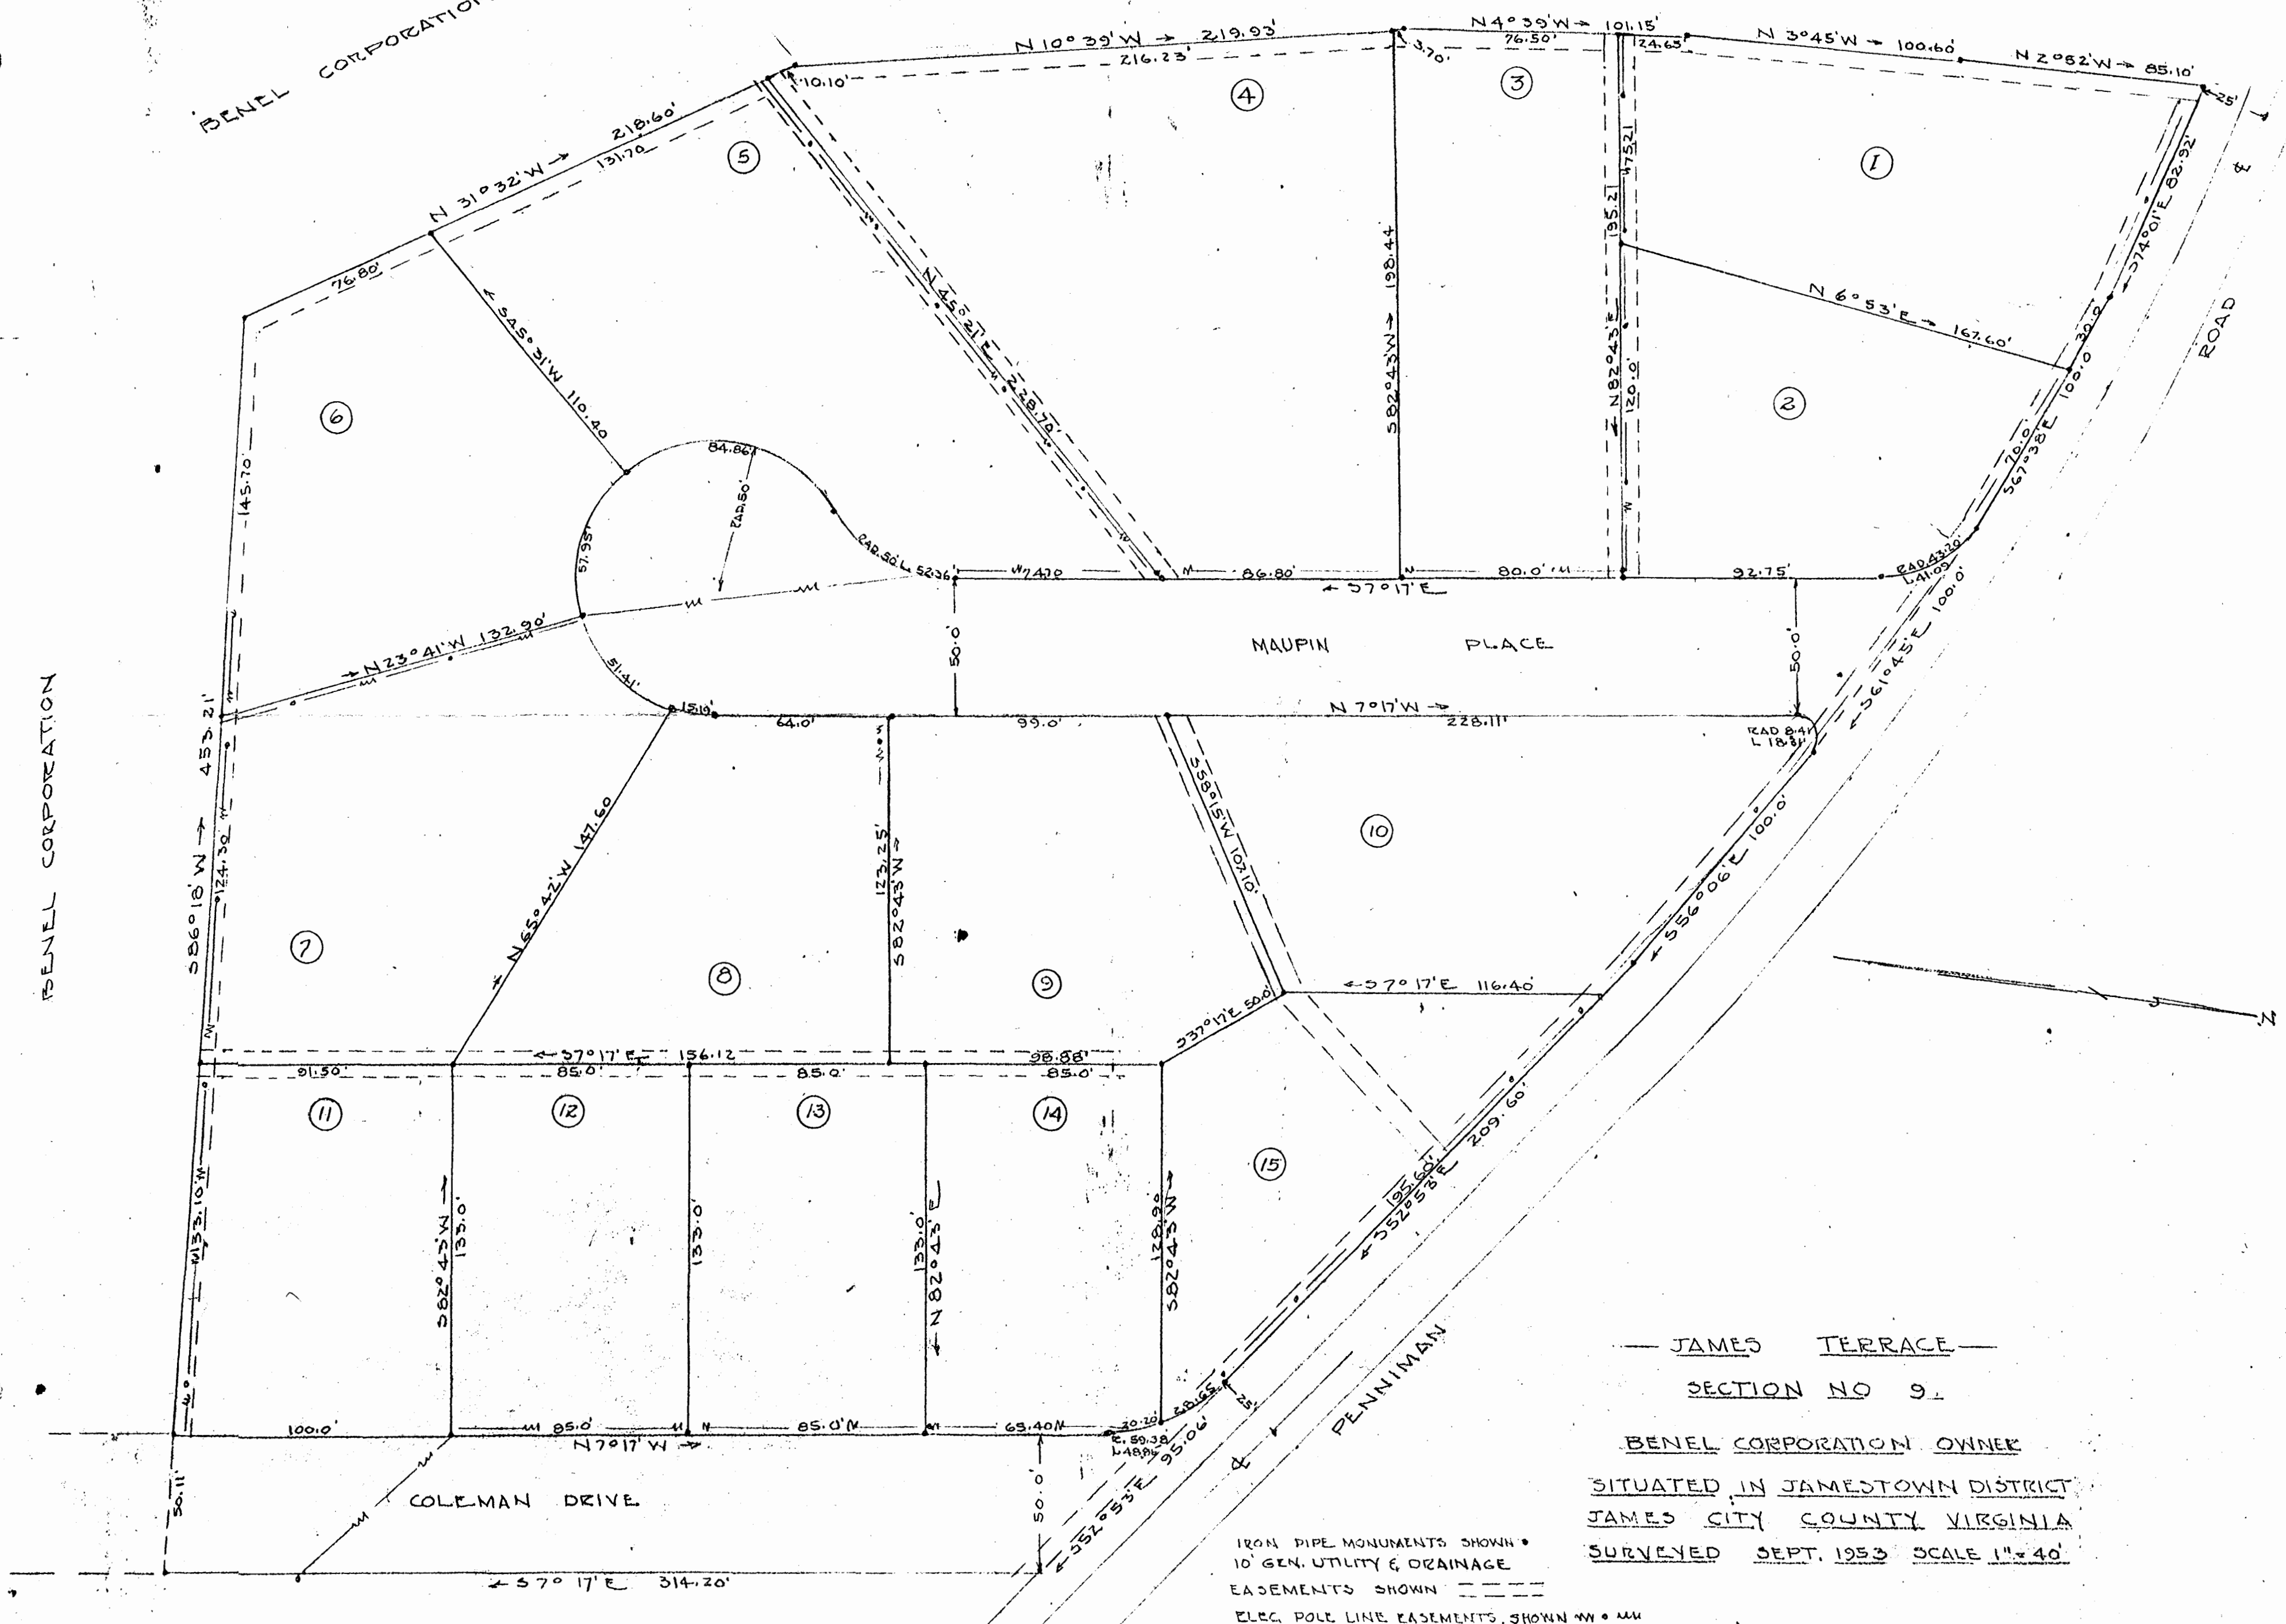 BENEL CORPORATION
N 10° 39' W → 219.93'
216.23'
N 4° 39' W → 101.15'
76.50'
24.65'
3.70'
N 3° 45' W → 100.60'
N 2° 52' W → 85.10'
25'
10.10'
218.60'
131.70
N 31° 32' W →
76.80'
5
4
3
1
6
2
475.21
195.21
← N 82° 43' E
120.0'
S 82° 43' W → 198.44
← S 74° 01' E 82.92'
N 6° 53' E → 167.60'
30.0
100.0
70.0'
S 67° 38' E
ROAD
← S 45° 31' W 110.40
N 45° 21' E
228.70'
145.70'
84.86'
RAD. 50'
57.95'
RAD. 50' L. 52.36'
74.70
86.80'
80.0'
92.75'
← S 7° 17' E
RAD. 43.20'
L 41.09'
100.0'
← S 61° 45' E
→ N 23° 41' W 132.90'
51.41'
15.19'
50.0'
MAUPIN PLACE
50.0'
64.0'
99.0'
N 7° 17' W →
228.11'
RAD 8.41'
L 18.31'
BENEL CORPORATION
S 86° 18' W → 453.21'
124.30'
← N 65° 42' W 147.60
123.25'
S 82° 43' W →
S 58° 15' W 107.10'
10
← S 56° 06' E 100.0'
7
8
9
S 37° 17' E 50.0'
← S 7° 17' E 116.40'
N
← S 7° 17' E 156.12
98.88'
91.50'
85.0'
85.0'
85.0'
11
12
13
14
15
133.10'
S 82° 43' W →
133.0'
133.0'
133.0'
← N 82° 43' E
128.90'
S 82° 43' W →
209.60'
195.60'
← S 52° 53' E
100.0'
85.0'
85.0'
65.40
20.20'
28.65
25'
N 7° 17' W →
R. 59.38
95.06'
← S 52° 53' E
50.11'
COLEMAN DRIVE
50.0'
← S 7° 17' E 314.20'
PENNIMAN
— JAMES TERRACE —
SECTION NO 9.
BENEL CORPORATION OWNER
SITUATED IN JAMESTOWN DISTRICT
JAMES CITY COUNTY VIRGINIA
SURVEYED SEPT. 1953 SCALE 1" = 40'
IRON PIPE MONUMENTS SHOWN •
10' GEN. UTILITY & DRAINAGE
EASEMENTS SHOWN
ELEC. POLE LINE EASEMENTS, SHOWN